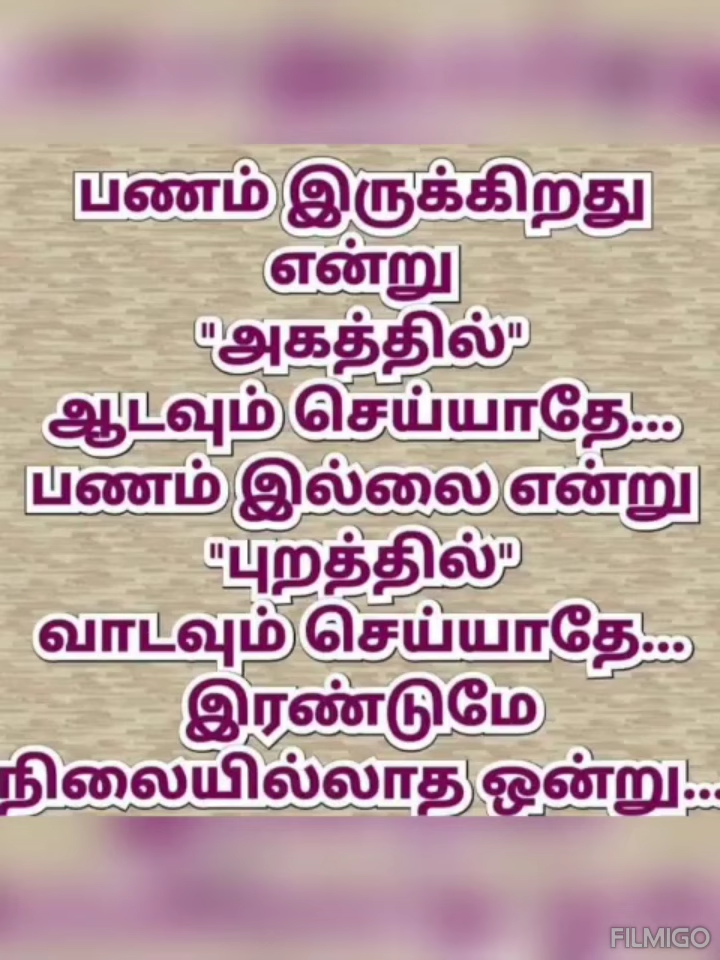 பணம் இருக்கிறது
என்று
"அகத்தில்"
ஆடவும் செய்யாதே...
பணம் இல்லை என்று
"புறத்தில்"
வாடவும் செய்யாதே...
இரண்டுமே
நிலையில்லாத ஒன்று...
FILMIGO